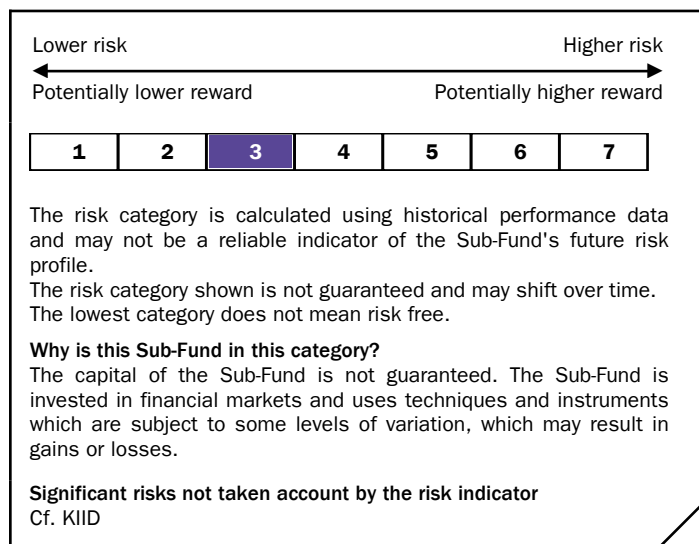 Lower risk Higher risk
Potentially lower reward Potentially higher reward
1 2 3 4 5 6 7
The risk category is calculated using historical performance data
and may not be a reliable indicator of the Sub-Fund's future risk
profile.
The risk category shown is not guaranteed and may shift over time.
The lowest category does not mean risk free.
Why is this Sub-Fund in this category?
The capital of the Sub-Fund is not guaranteed. The Sub-Fund is
invested in financial markets and uses techniques and instruments
which are subject to some levels of variation, which may result in
gains or losses.
Significant risks not taken account by the risk indicator
Cf. KIID